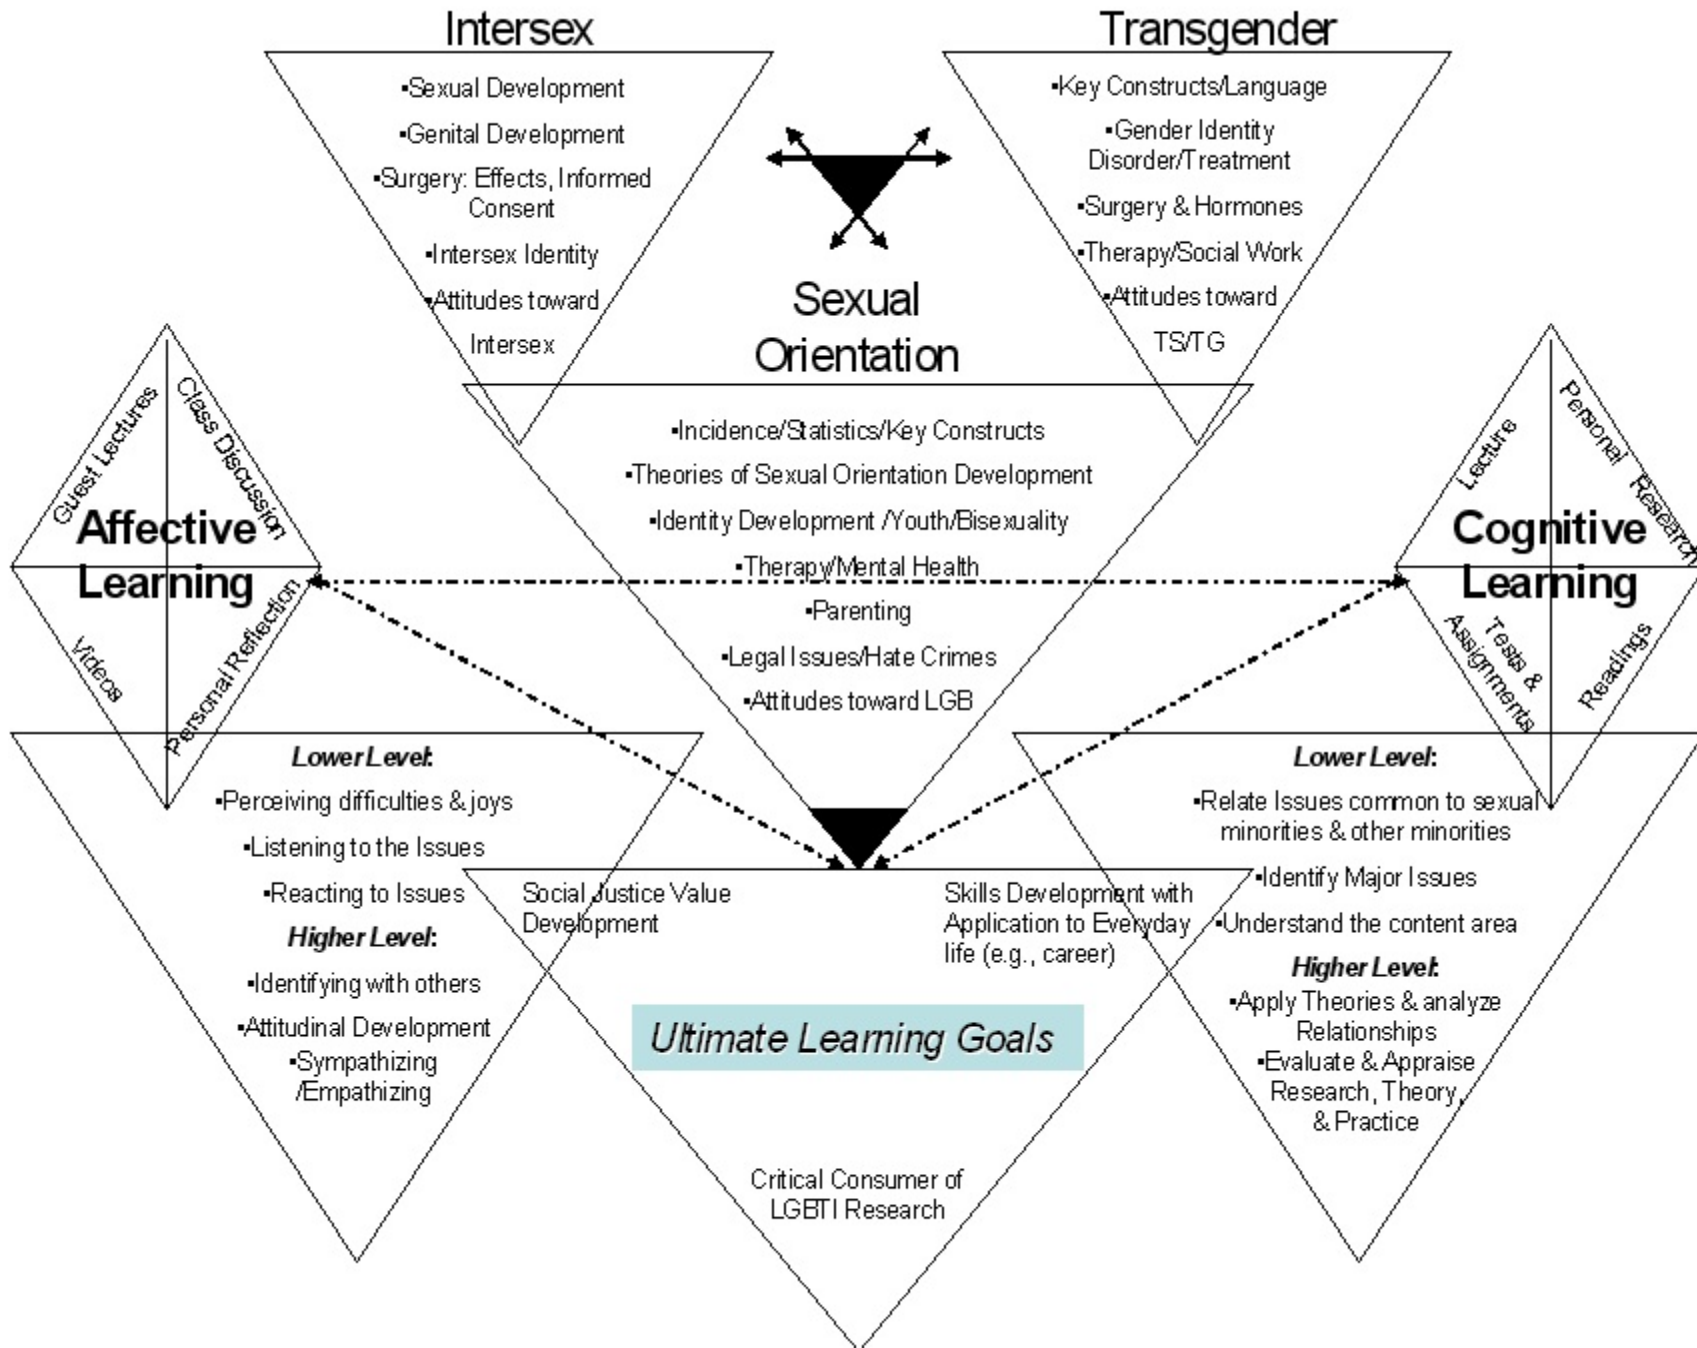 Intersex
▪Sexual Development
▪Genital Development
▪Surgery: Effects, Informed
Consent
▪Intersex Identity
▪Attitudes toward
Intersex
Transgender
▪Key Constructs/Language
▪Gender Identity
Disorder/Treatment
▪Surgery & Hormones
▪Therapy/Social Work
▪Attitudes toward
TS/TG
Sexual
Orientation
▪Incidence/Statistics/Key Constructs
▪Theories of Sexual Orientation Development
▪Identity Development /Youth/Bisexuality
▪Therapy/Mental Health
▪Parenting
▪Legal Issues/Hate Crimes
▪Attitudes toward LGB
Guest Lectures
Class Discussion
Affective
Learning
Videos
Personal Reflection
Lecture
Personal Research
Cognitive
Learning
Tests &
Assignments
Readings
Lower Level:
▪Perceiving difficulties & joys
▪Listening to the Issues
▪Reacting to Issues
Higher Level:
▪Identifying with others
▪Attitudinal Development
▪Sympathizing
/Empathizing
Social Justice Value
Development
Skills Development with
Application to Everyday
life (e.g., career)
Ultimate Learning Goals
Critical Consumer of
LGBTI Research
Lower Level:
▪Relate Issues common to sexual
minorities & other minorities
▪Identify Major Issues
▪Understand the content area
Higher Level:
▪Apply Theories & analyze
Relationships
▪Evaluate & Appraise
Research, Theory,
& Practice